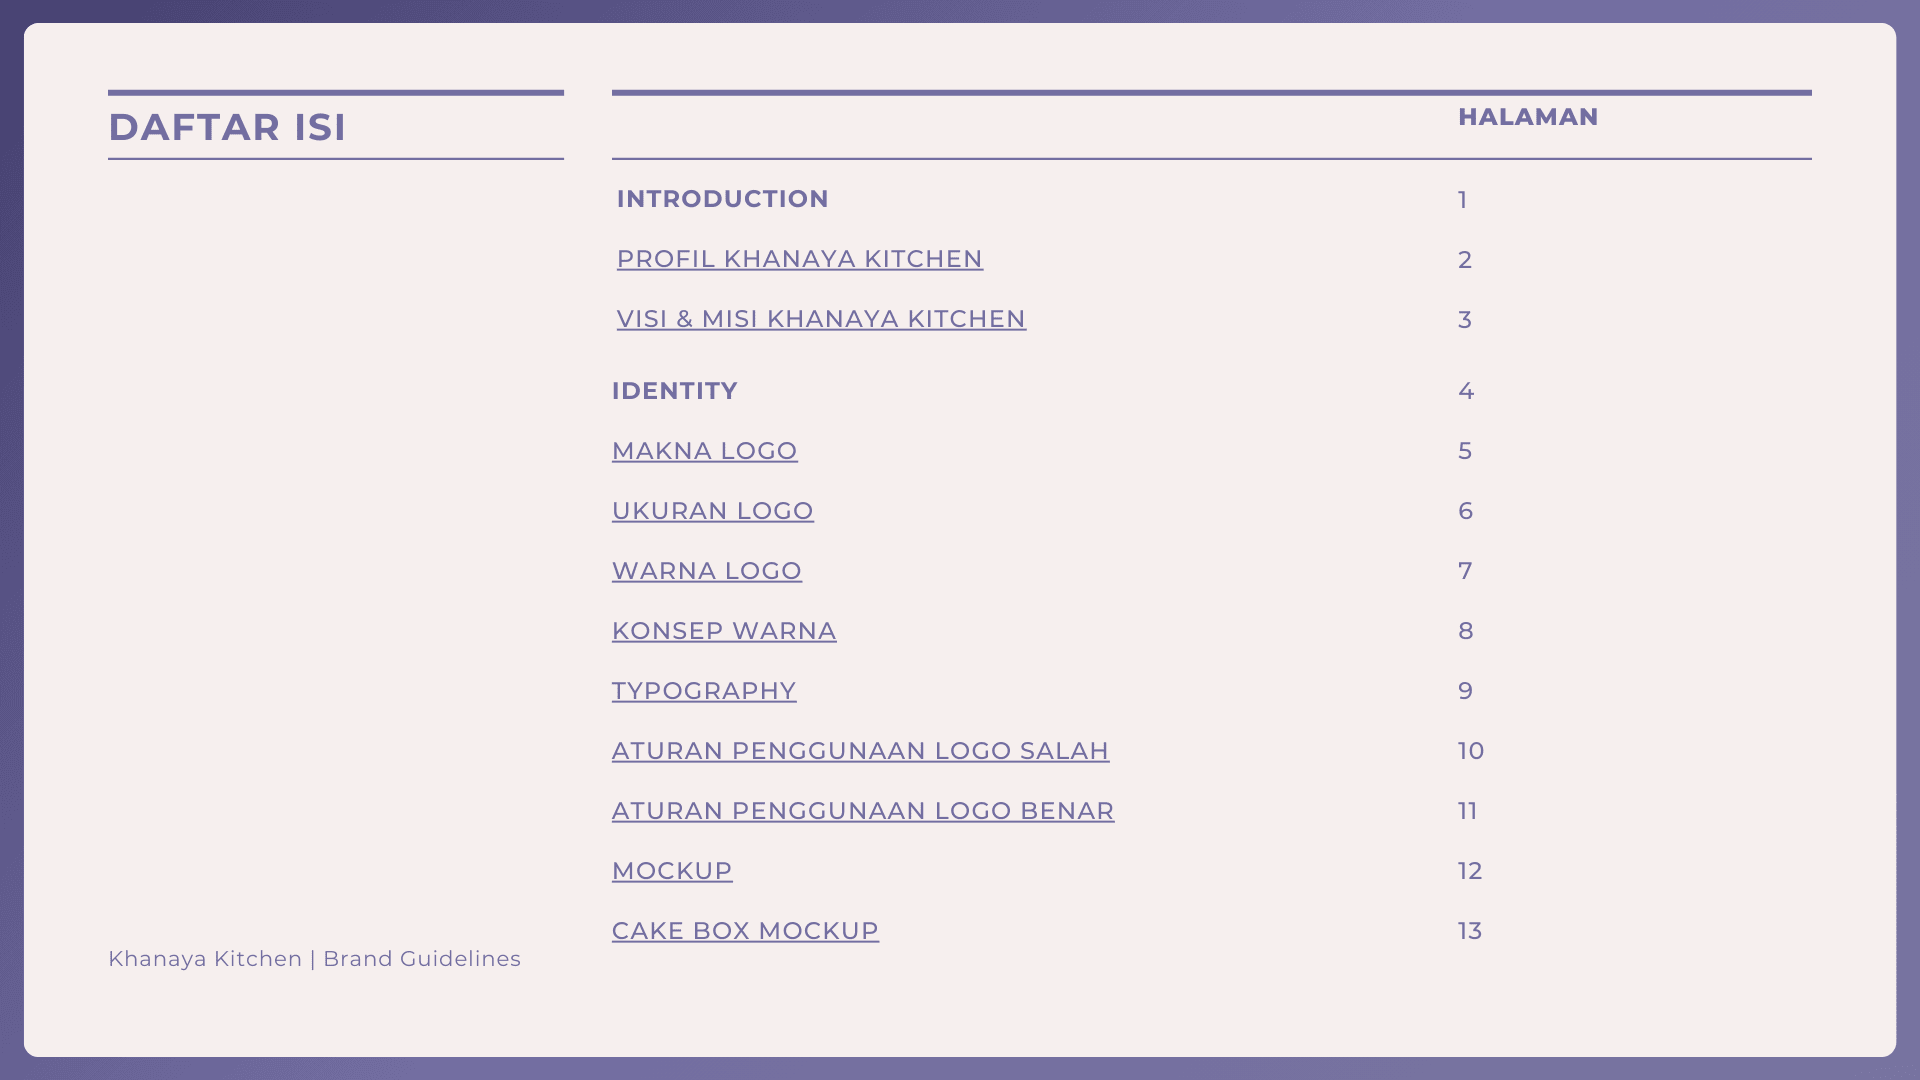 DAFTAR ISI
HALAMAN
INTRODUCTION 1
PROFIL KHANAYA KITCHEN 2
VISI & MISI KHANAYA KITCHEN 3
IDENTITY 4
MAKNA LOGO 5
UKURAN LOGO 6
WARNA LOGO 7
KONSEP WARNA 8
TYPOGRAPHY 9
ATURAN PENGGUNAAN LOGO SALAH 10
ATURAN PENGGUNAAN LOGO BENAR 11
MOCKUP 12
CAKE BOX MOCKUP 13
Khanaya Kitchen | Brand Guidelines